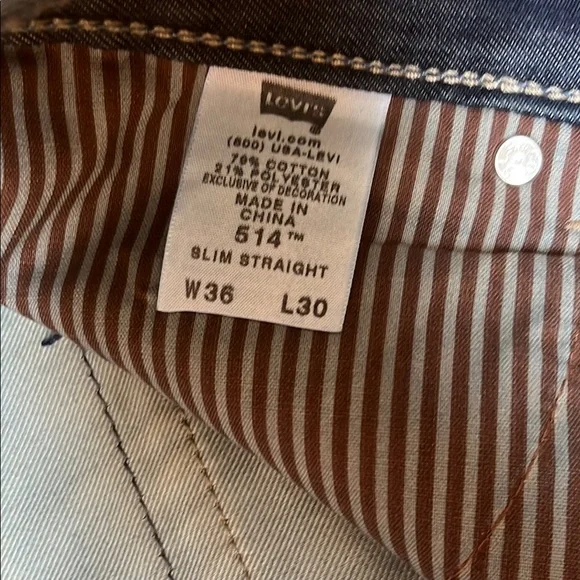 LEVI'S
levi.com
(800) USA-LEVI
79% COTTON
21% POLYESTER
EXCLUSIVE OF DECORATION
MADE IN
CHINA
514™
SLIM STRAIGHT
W36 L30